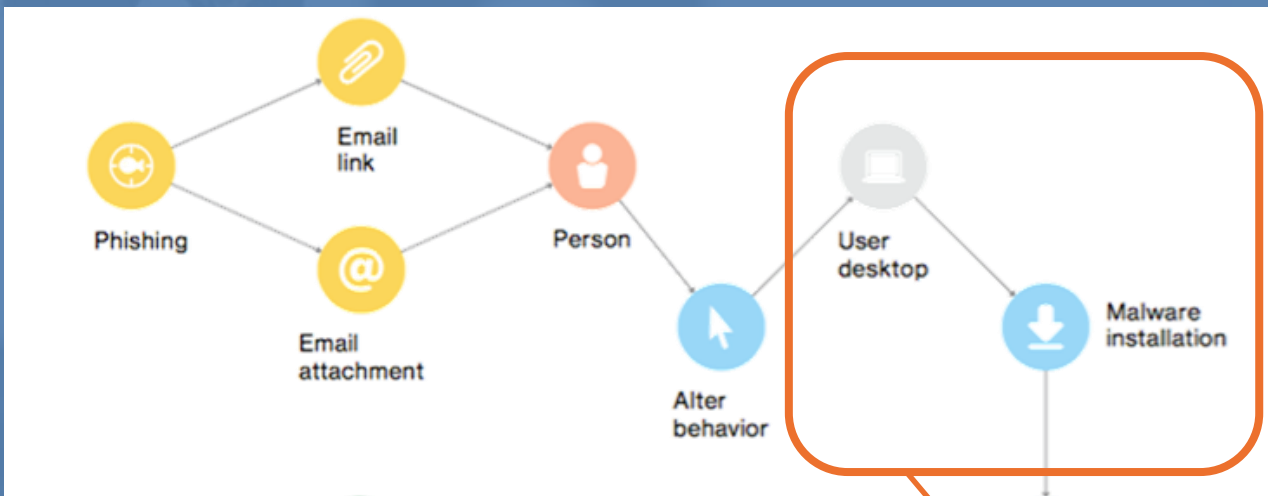 Email
link
Phishing
Person
User
desktop
Malware
installation
Email
attachment
Alter
behavior